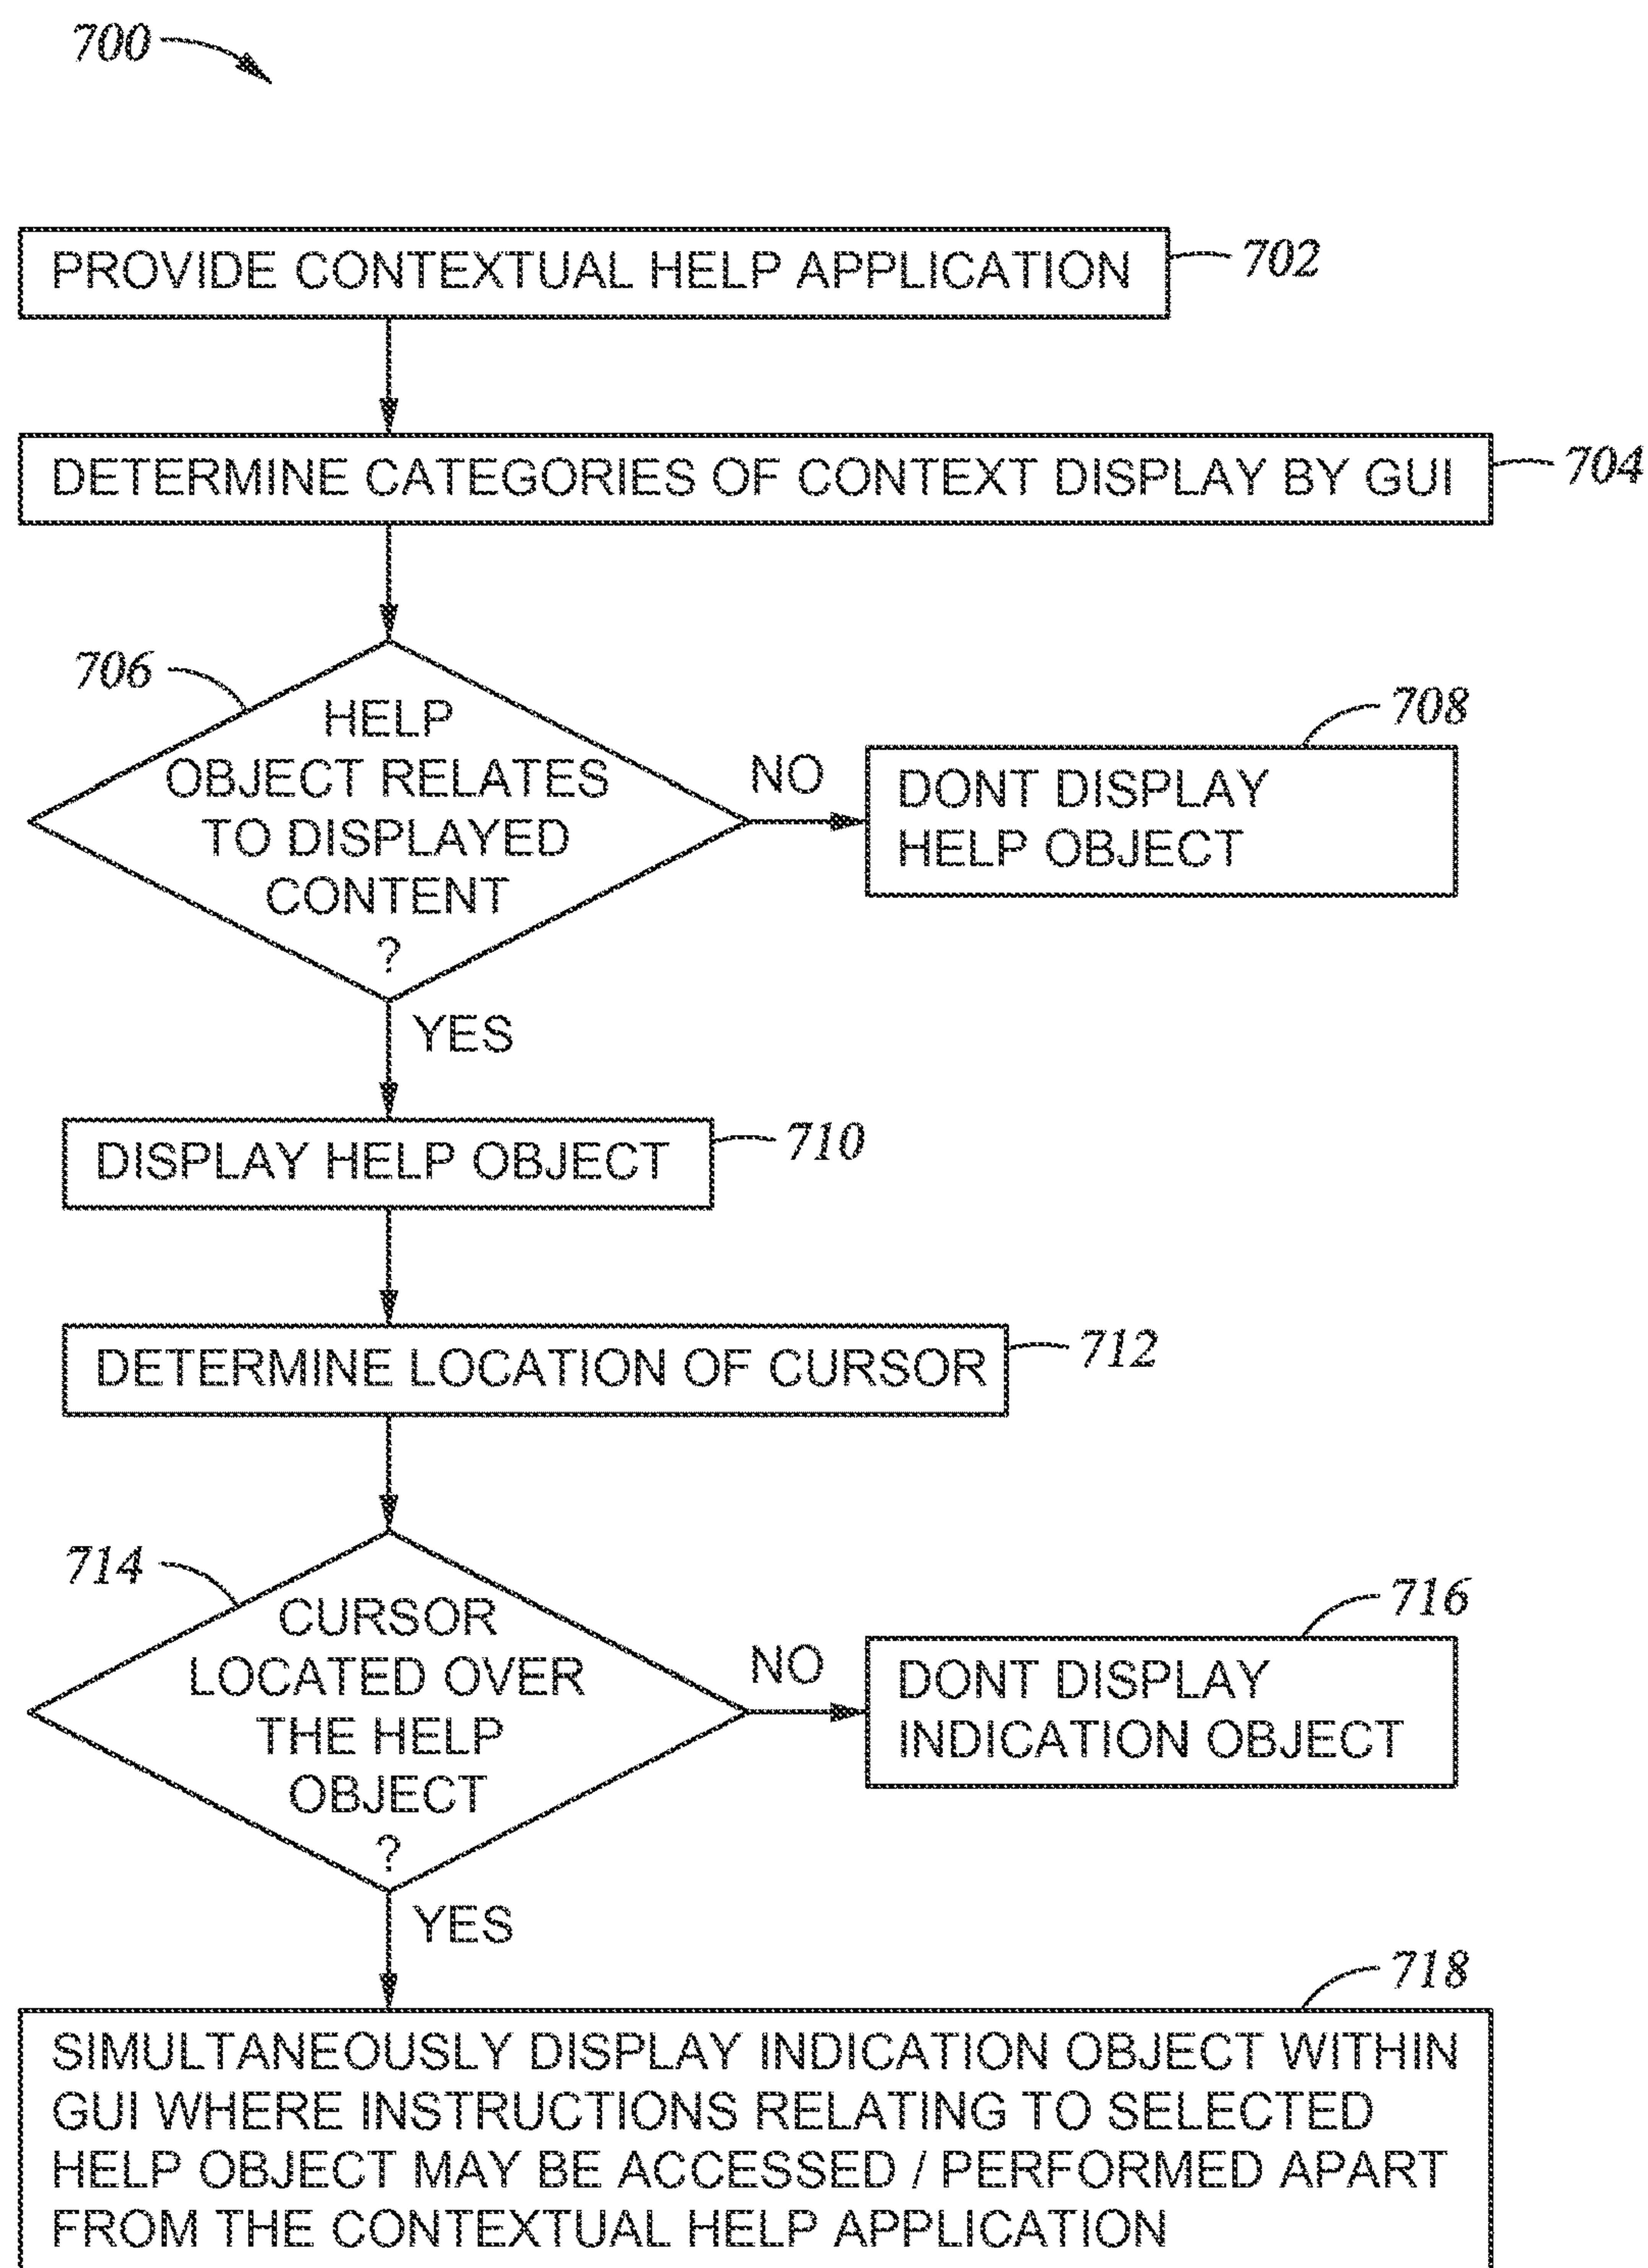 700
PROVIDE CONTEXTUAL HELP APPLICATION
702
DETERMINE CATEGORIES OF CONTEXT DISPLAY BY GUI
704
706
HELP
OBJECT RELATES
TO DISPLAYED
CONTENT
?
NO
708
DONT DISPLAY
HELP OBJECT
YES
DISPLAY HELP OBJECT
710
DETERMINE LOCATION OF CURSOR
712
714
CURSOR
LOCATED OVER
THE HELP
OBJECT
?
NO
716
DONT DISPLAY
INDICATION OBJECT
YES
718
SIMULTANEOUSLY DISPLAY INDICATION OBJECT WITHIN
GUI WHERE INSTRUCTIONS RELATING TO SELECTED
HELP OBJECT MAY BE ACCESSED / PERFORMED APART
FROM THE CONTEXTUAL HELP APPLICATION